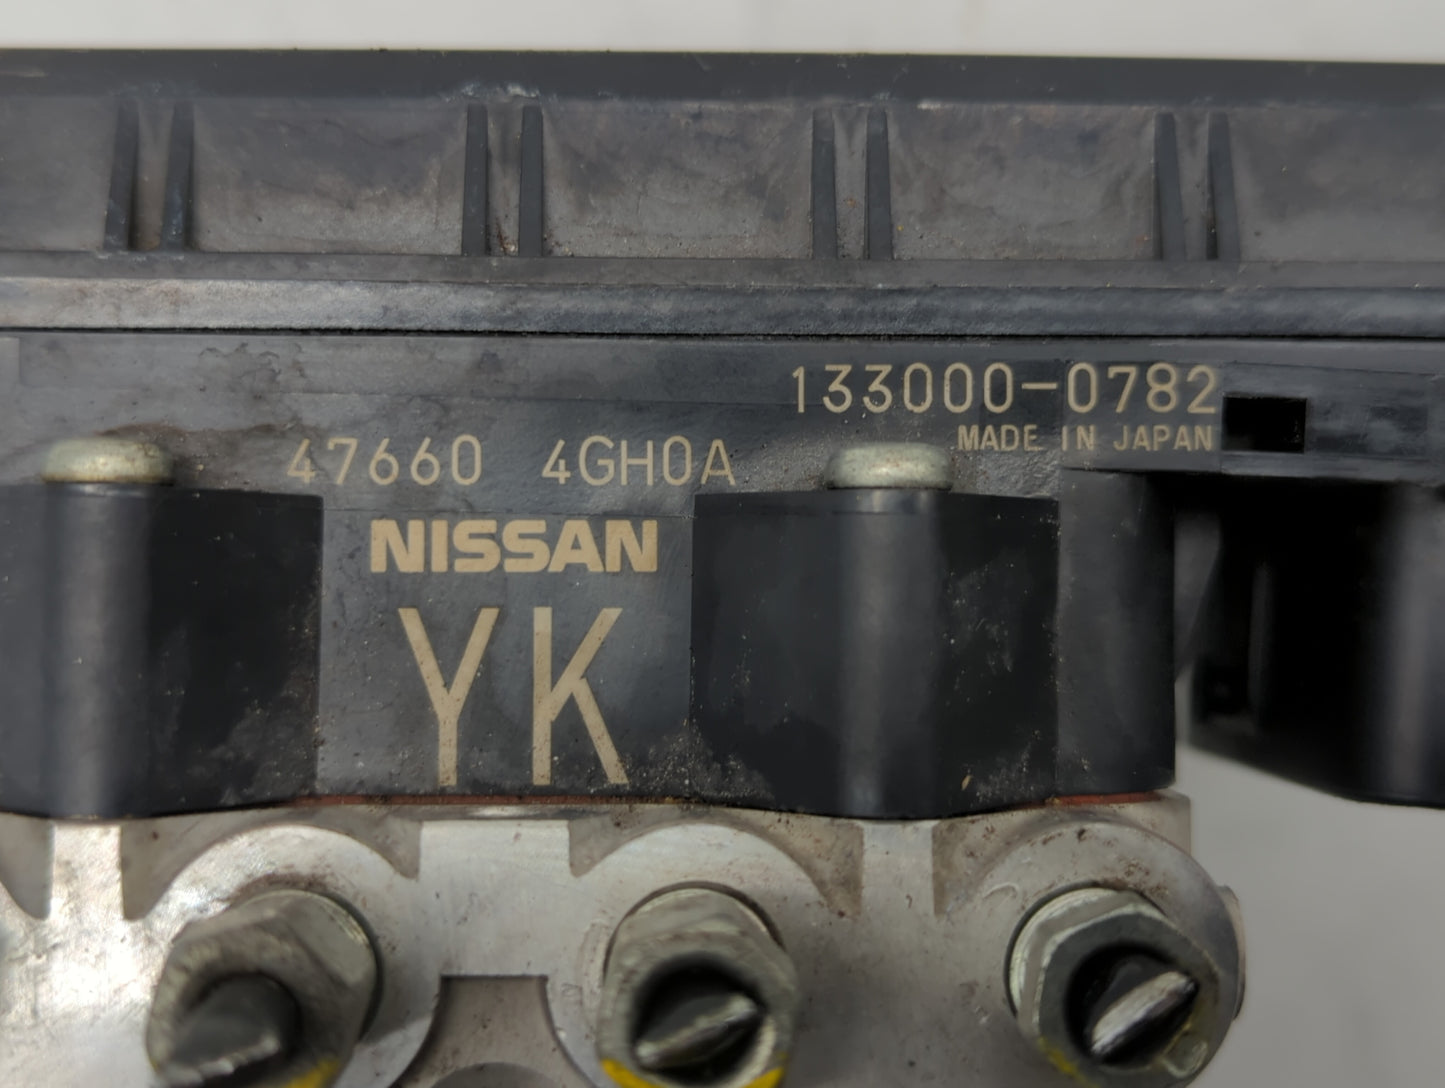 133000-0782
MADE IN JAPAN
47660 4GH0A
NISSAN
YK